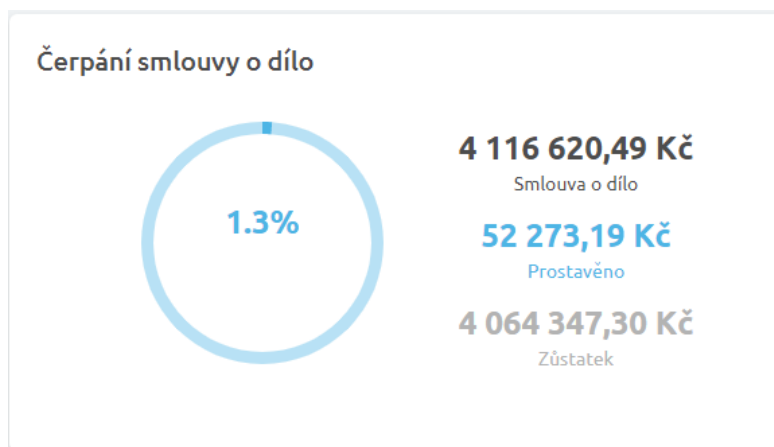 Čerpání smlouvy o dílo
1.3%
4 116 620,49 Kč
Smlouva o dílo
52 273,19 Kč
Prostavěno
4 064 347,30 Kč
Zůstatek